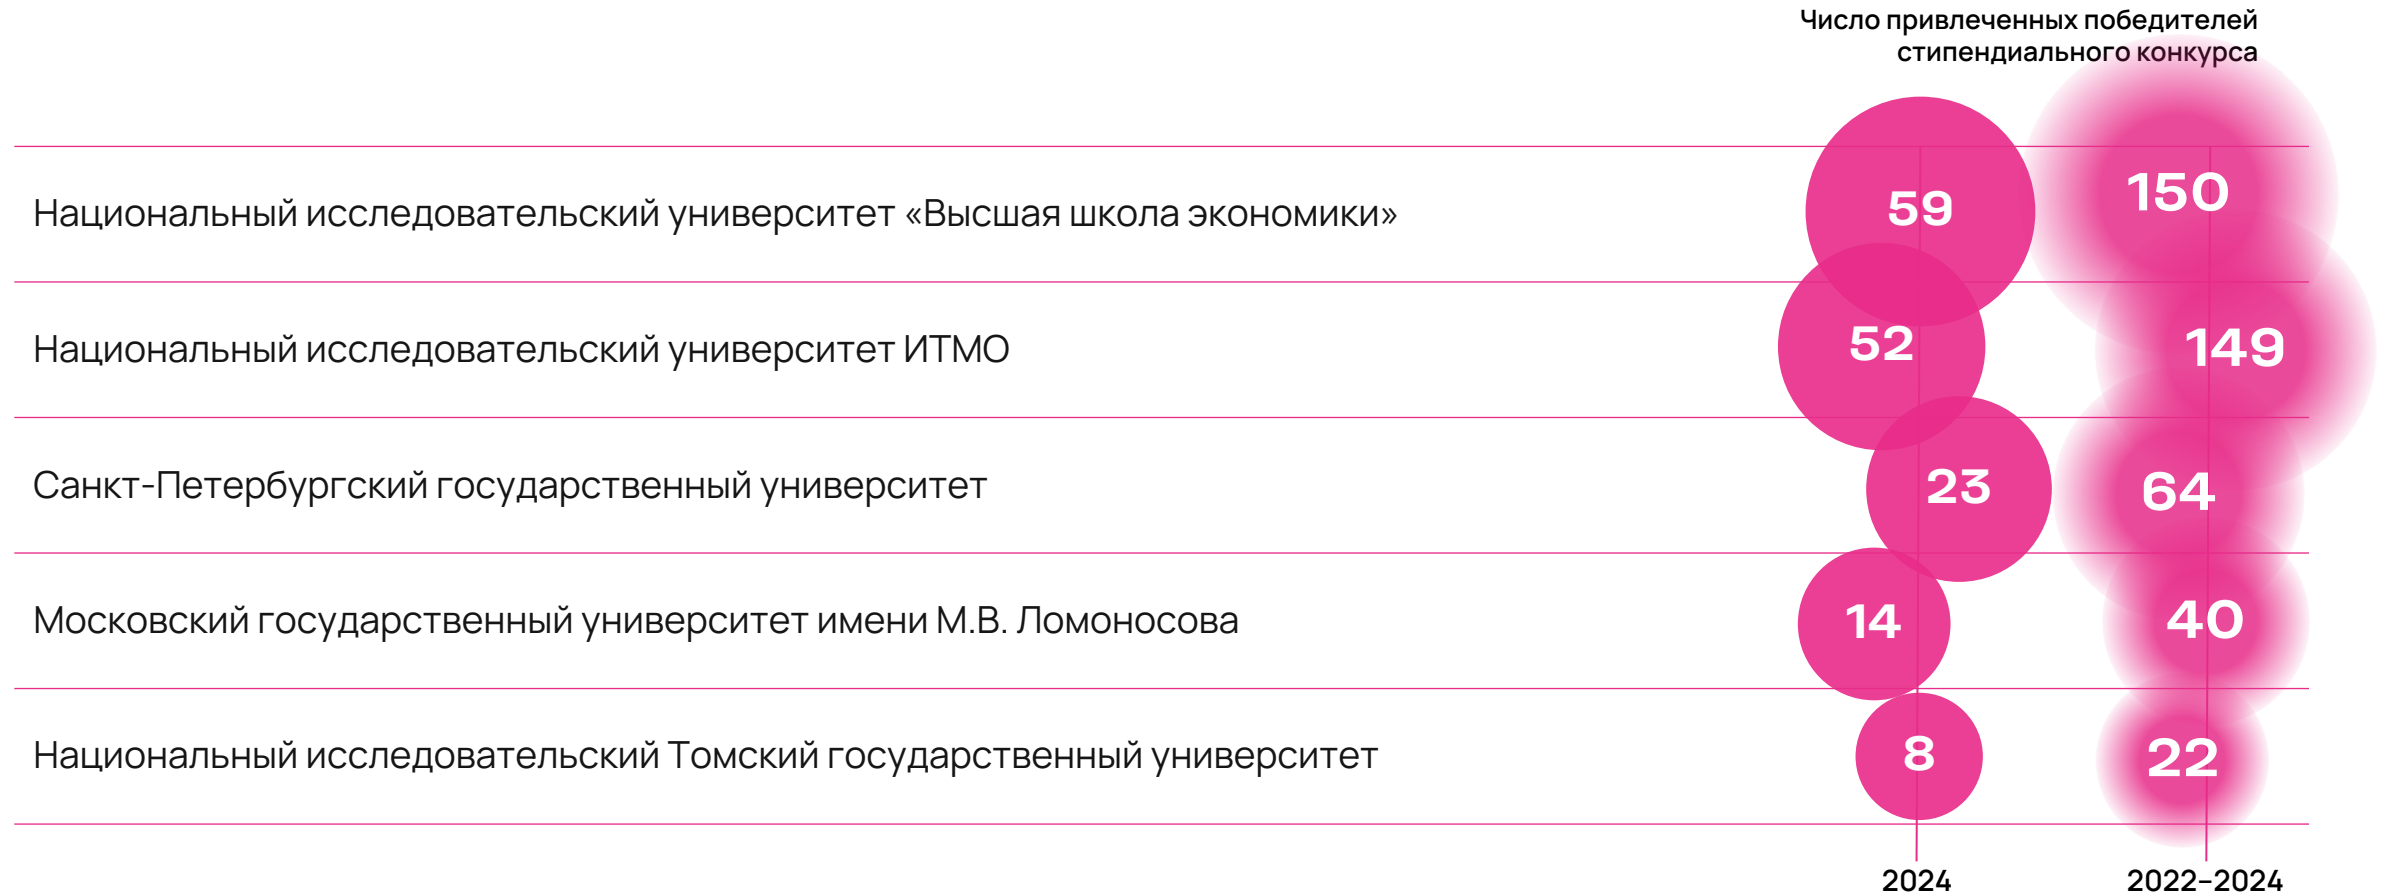 Число привлеченных победителей
стипендиального конкурса
Национальный исследовательский университет «Высшая школа экономики»
59
150
Национальный исследовательский университет ИТМО
52
149
Санкт-Петербургский государственный университет
23
64
Московский государственный университет имени М.В. Ломоносова
14
40
Национальный исследовательский Томский государственный университет
8
22
2024
2022–2024